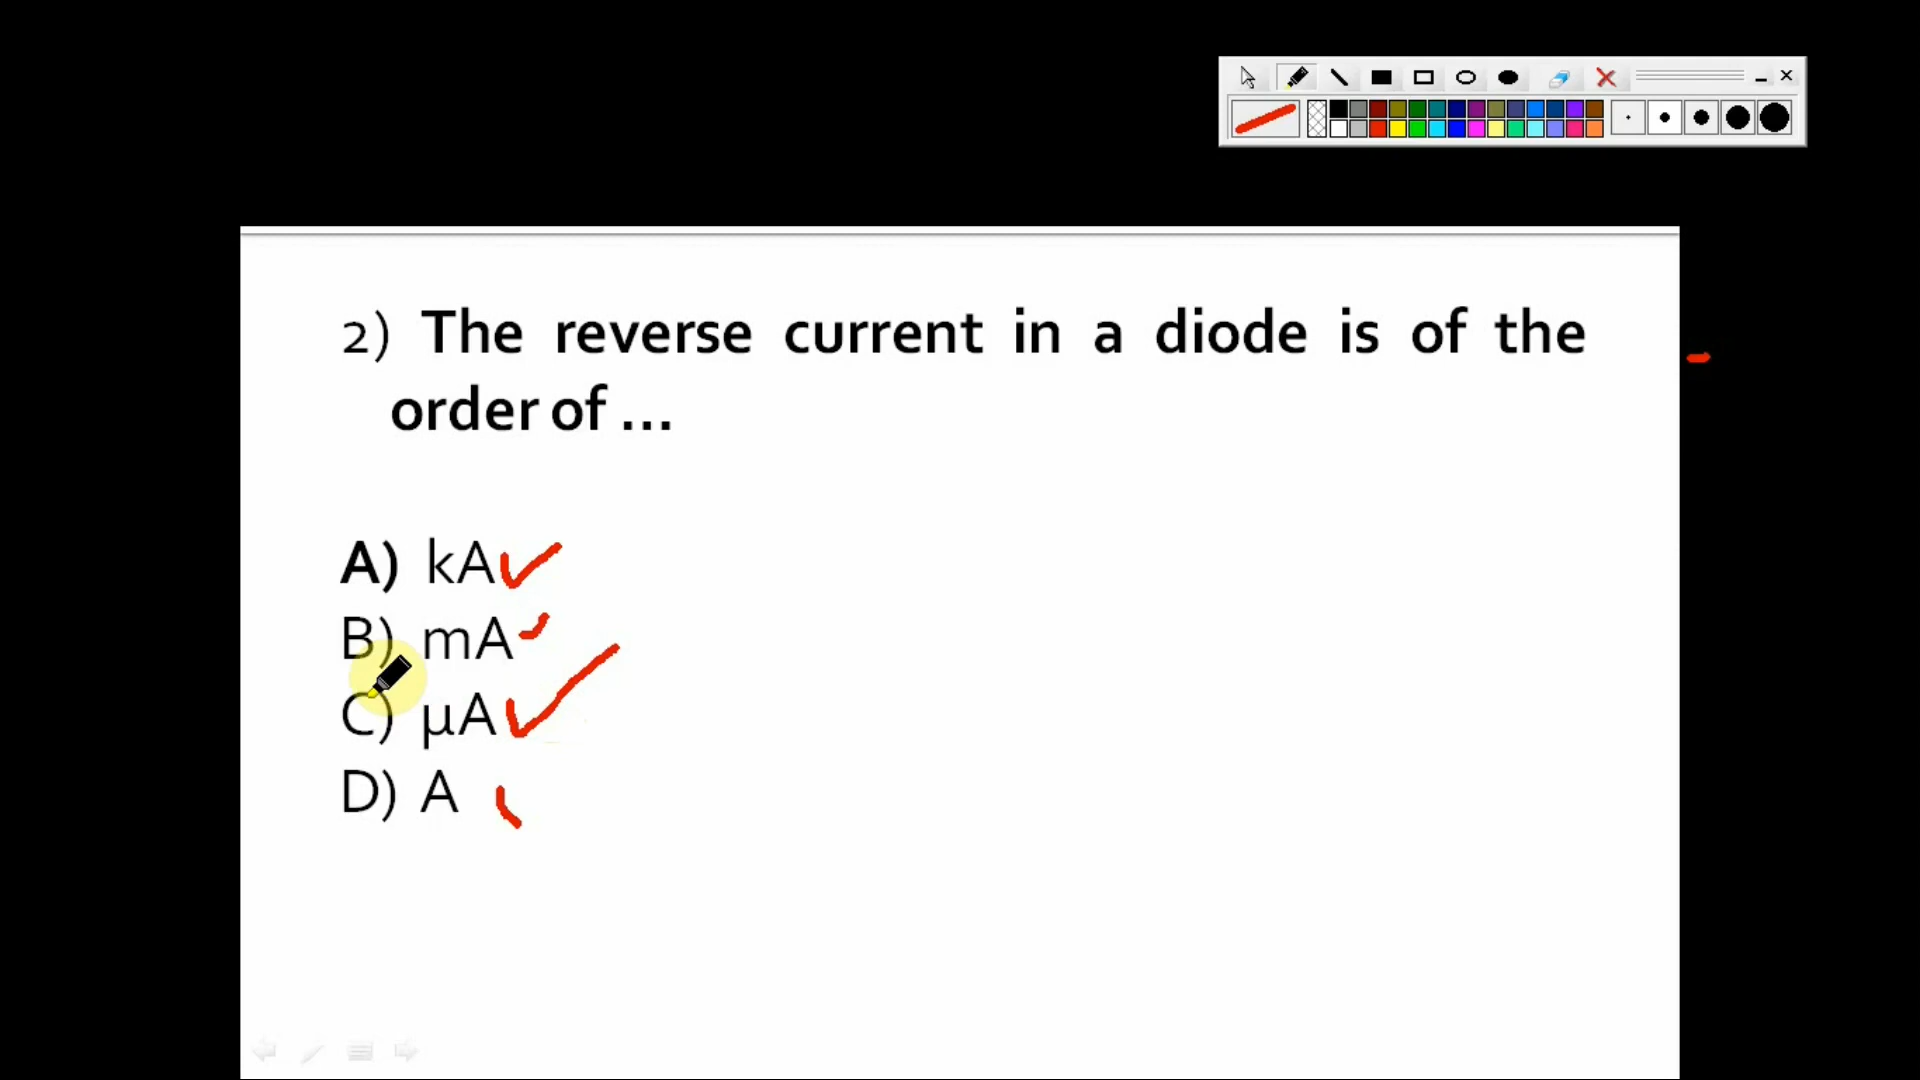 2) The reverse current in a diode is of the
order of ...
A) kA
B) mA
C) µA
D) A